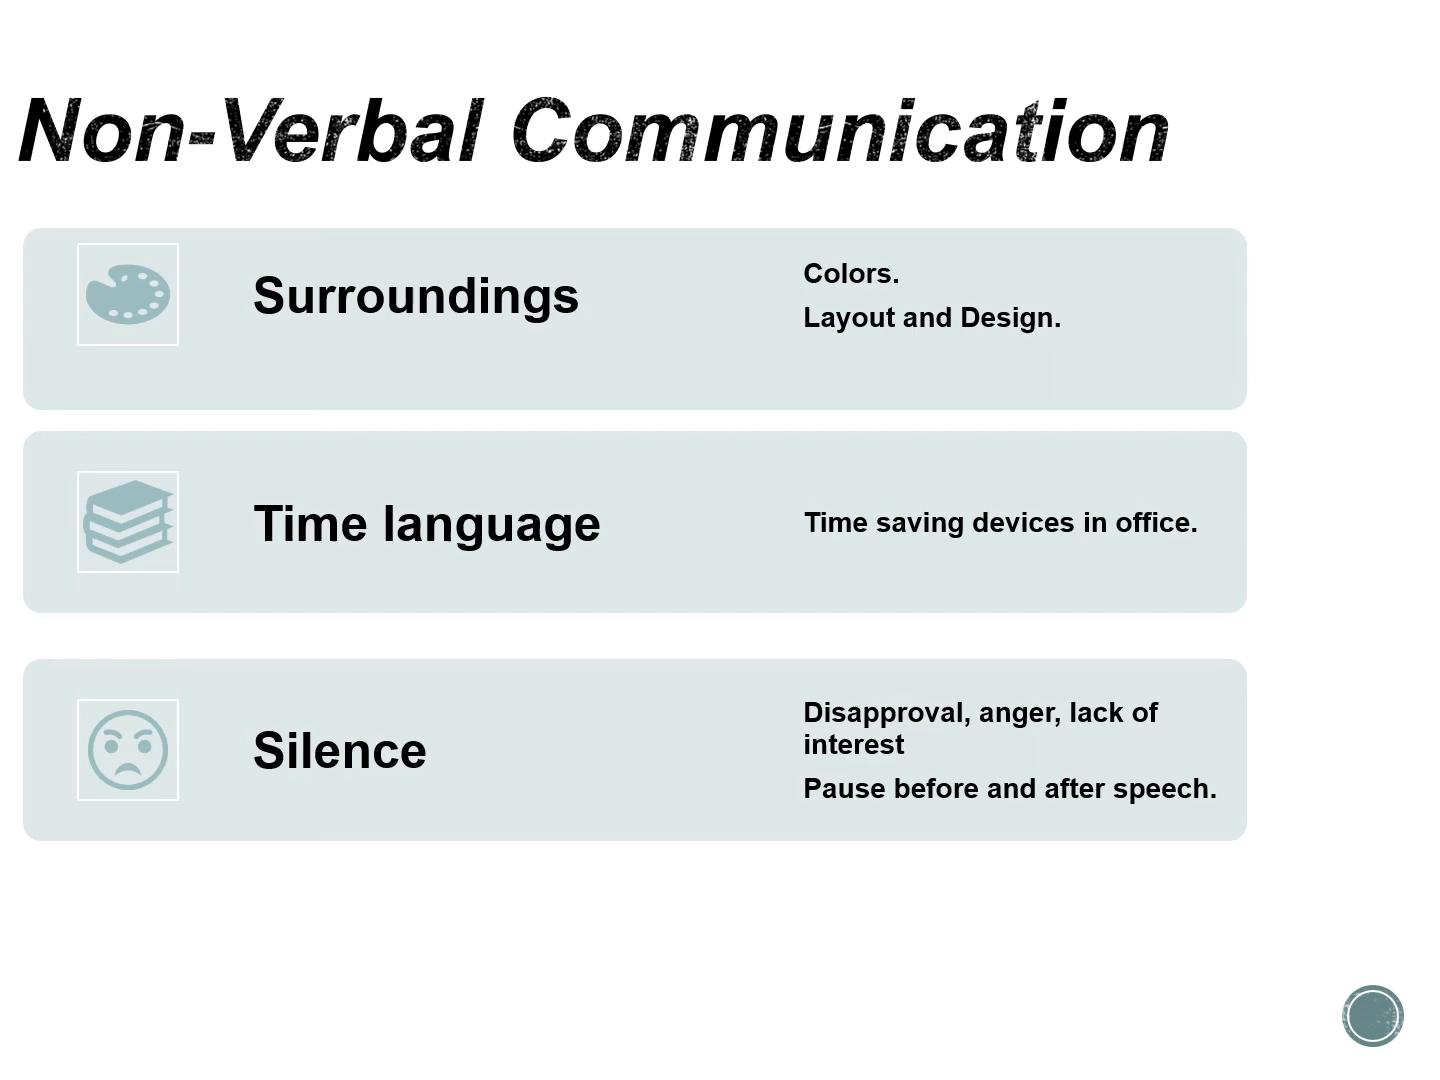 Non-Verbal Communication
Surroundings
Colors.
Layout and Design.
Time language
Time saving devices in office.
Silence
Disapproval, anger, lack of
interest
Pause before and after speech.